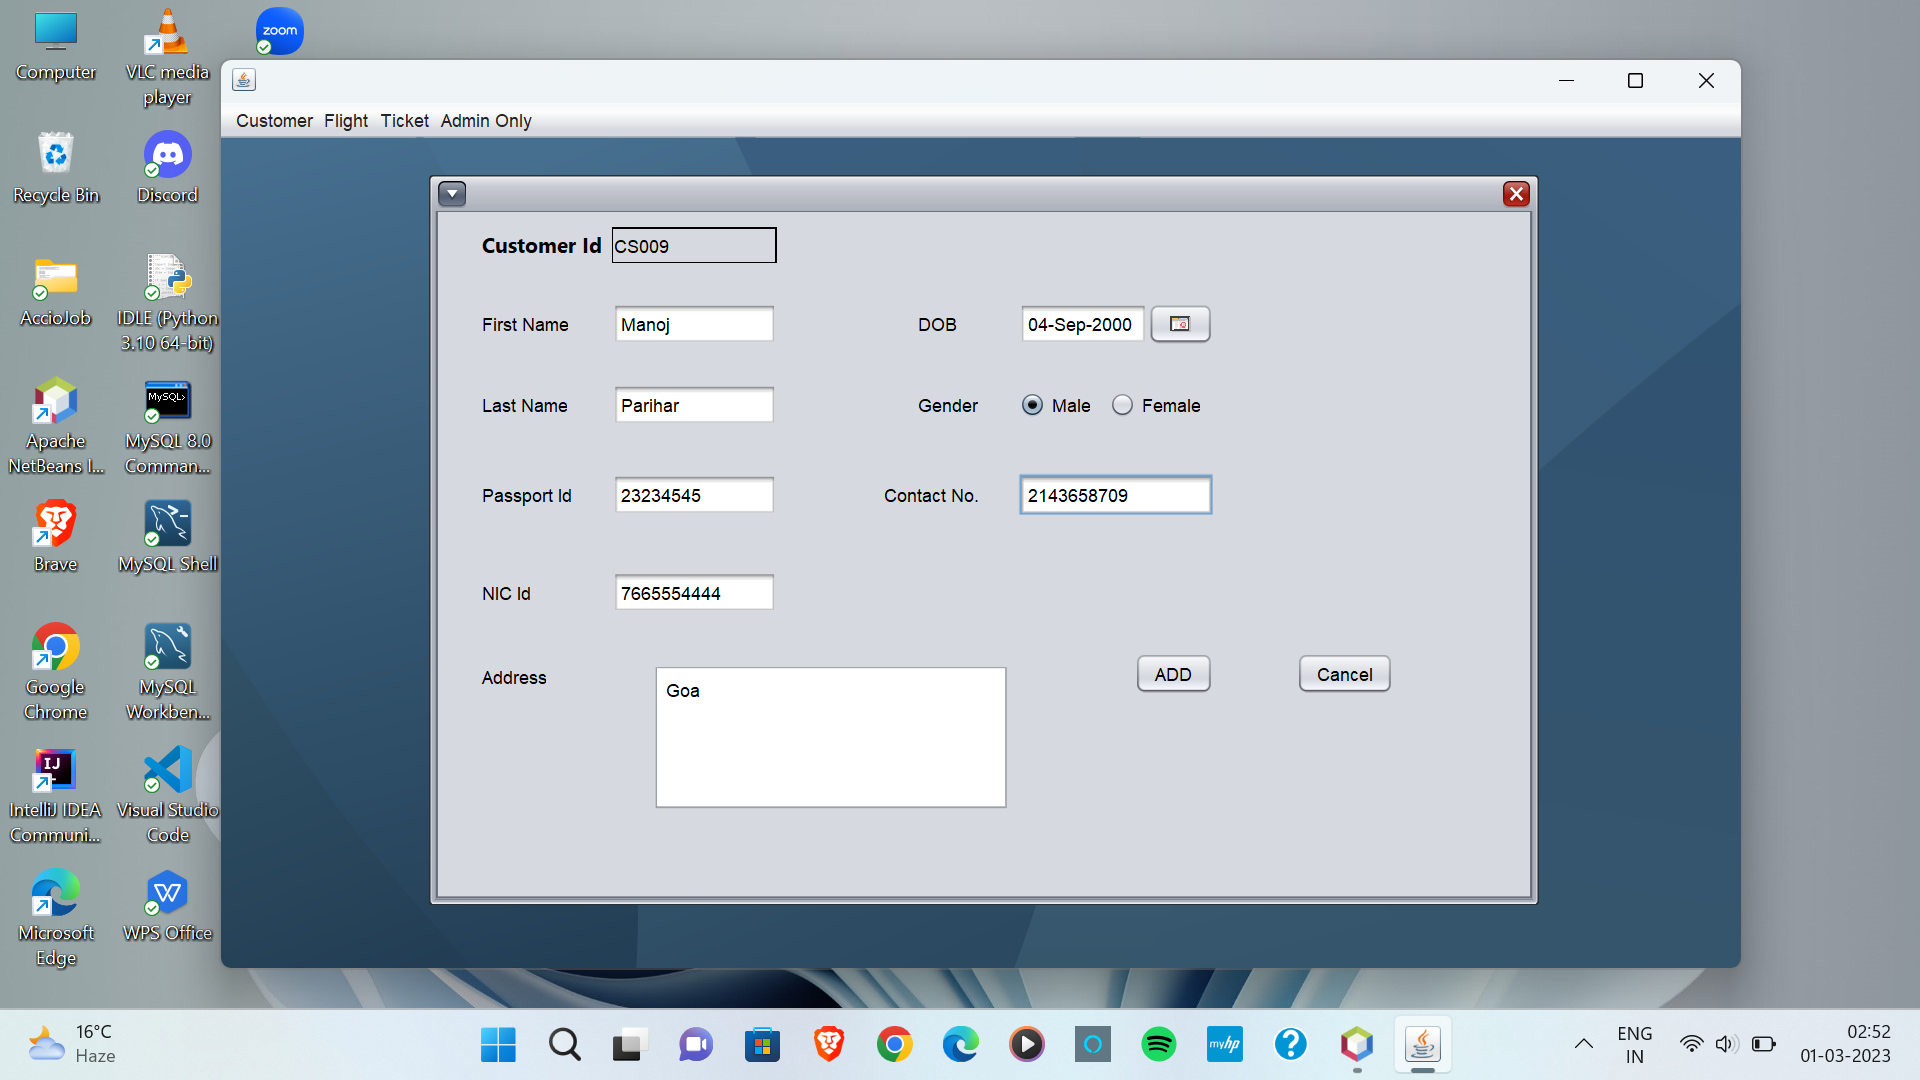 Computer
VLC media
player
zoom
Recycle Bin
Discord
AccioJob
IDLE (Python
3.10 64-bit)
Apache
NetBeans I...
MySQL>
MySQL 8.0
Comman...
Brave
MySQL Shell
Google
Chrome
MySQL
Workben...
IJ
IntelliJ IDEA
Communi...
Visual Studio
Code
Microsoft
Edge
W
WPS Office
Customer Flight Ticket Admin Only
Customer Id CS009
First Name Manoj DOB 04-Sep-2000
Last Name Parihar Gender Male Female
Passport Id 23234545 Contact No. 2143658709
NIC Id 7665554444
Address Goa ADD Cancel
16°C
Haze
myhp
?
ENG
IN
02:52
01-03-2023